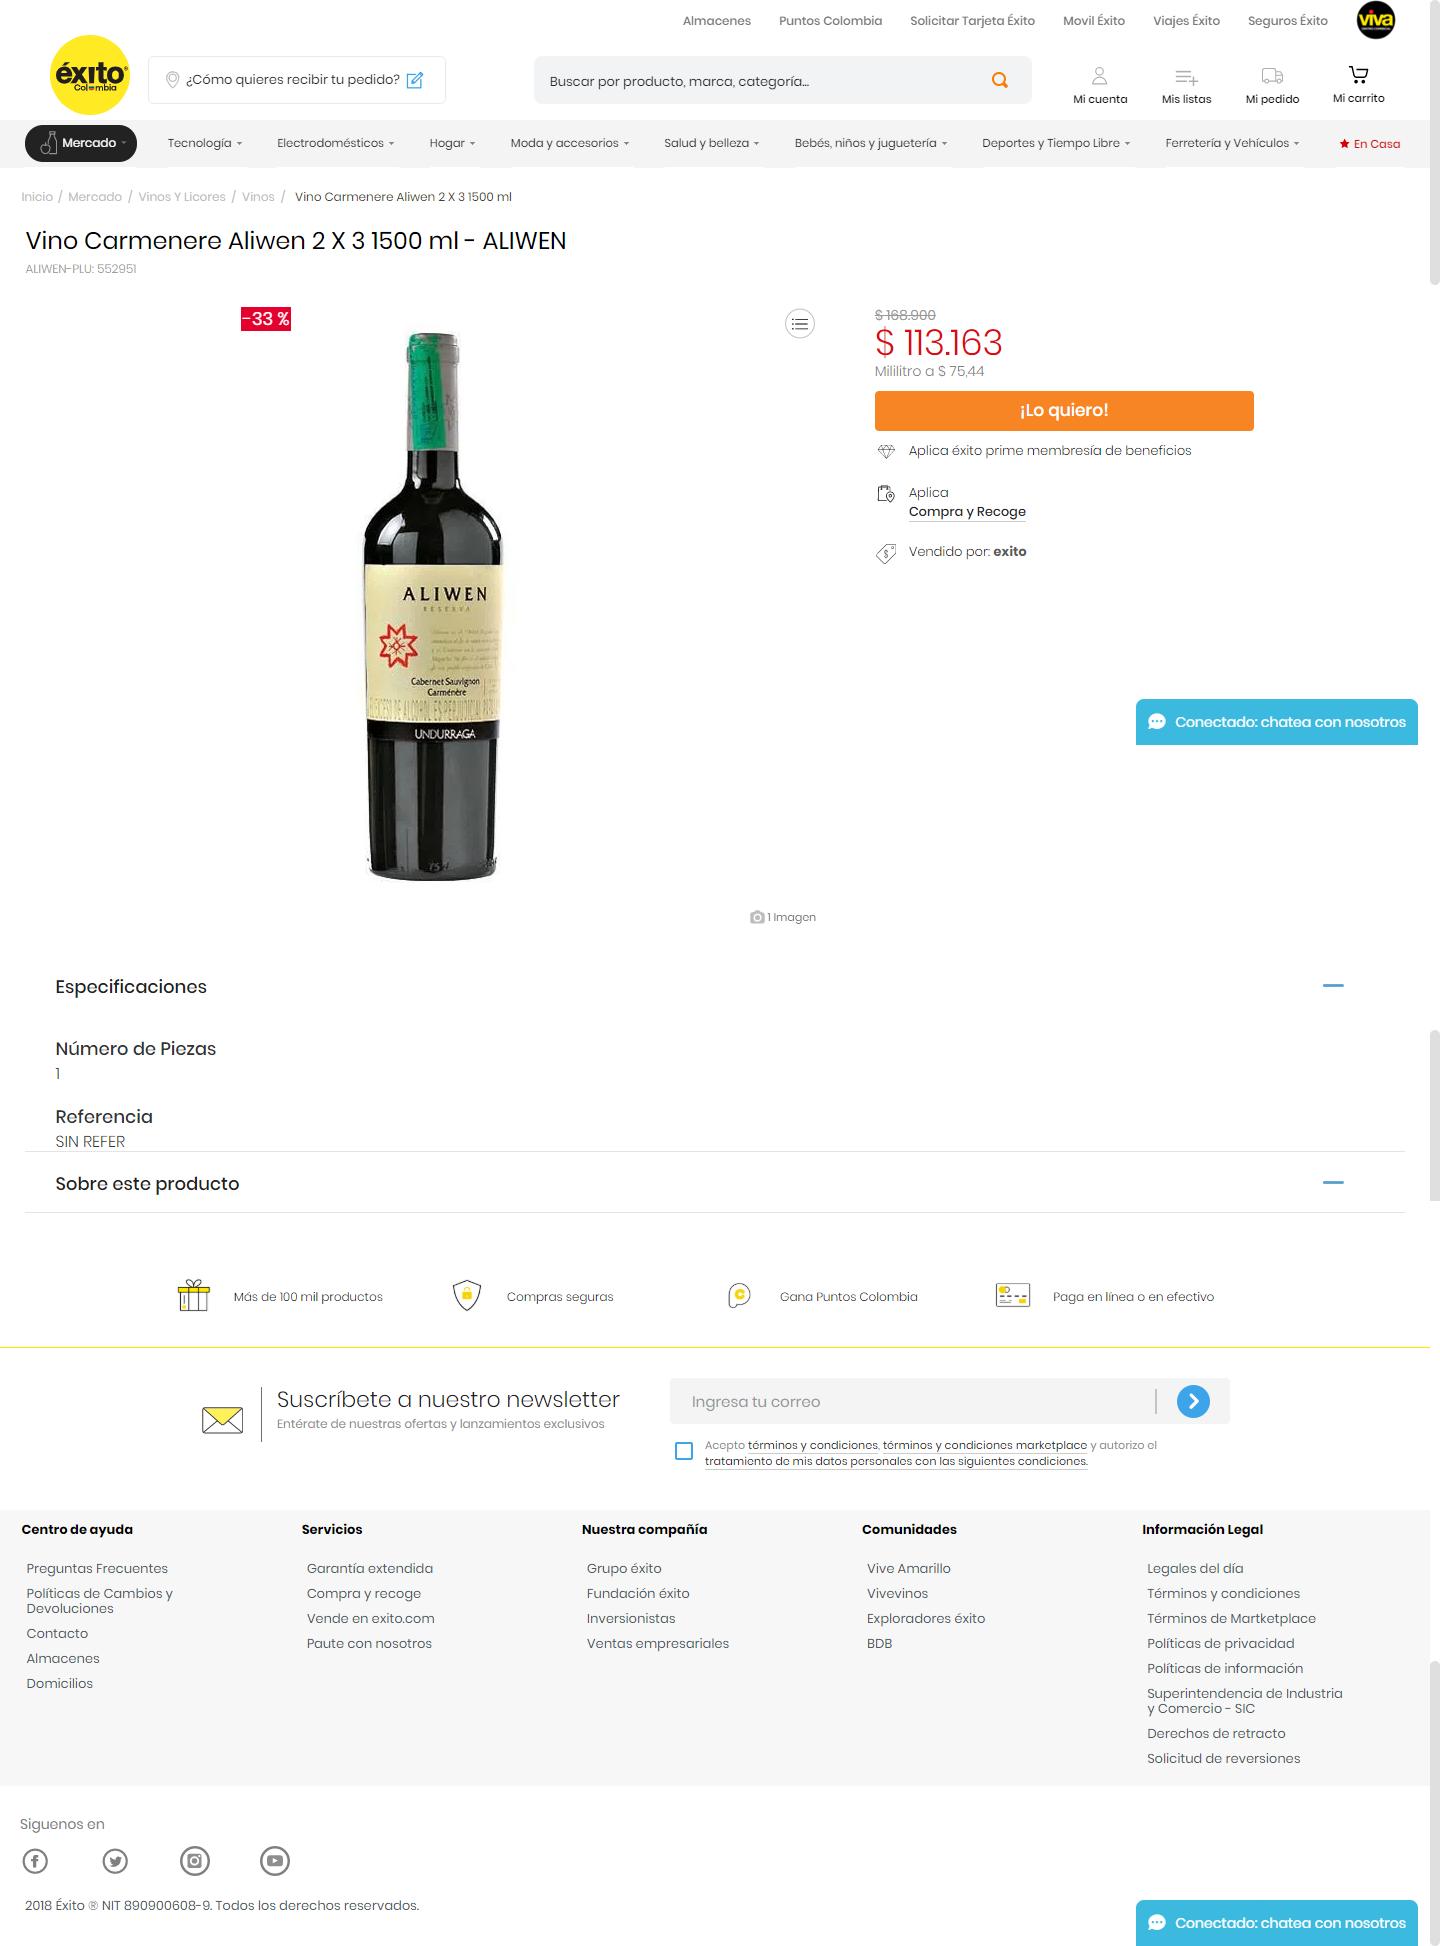 Almacenes Puntos Colombia Solicitar Tarjeta Éxito Movil Éxito Viajes Éxito Seguros Éxito viva
éxito
Colombia
¿Cómo quieres recibir tu pedido?
Buscar por producto, marca, categoría...
Mi cuenta Mis listas Mi pedido Mi carrito
Mercado Tecnología Electrodomésticos Hogar Moda y accesorios Salud y belleza Bebés, niños y juguetería Deportes y Tiempo Libre Ferretería y Vehículos En Casa
Inicio / Mercado / Vinos Y Licores / Vinos / Vino Carmenere Aliwen 2 X 3 1500 ml
Vino Carmenere Aliwen 2 X 3 1500 ml - ALIWEN
ALIWEN-PLU: 552951
-33 %
ALIWEN
RESERVA
Cabernet Sauvignon
Carménère
UNDURRAGA
1 Imagen
$ 168.900
$ 113.163
Mililitro a $ 75,44
¡Lo quiero!
Aplica éxito prime membresía de beneficios
Aplica
Compra y Recoge
Vendido por: exito
Conectado: chatea con nosotros
Especificaciones
Número de Piezas
1
Referencia
SIN REFER
Sobre este producto
Más de 100 mil productos Compras seguras Gana Puntos Colombia Paga en línea o en efectivo
Suscríbete a nuestro newsletter
Entérate de nuestras ofertas y lanzamientos exclusivos
Ingresa tu correo
Acepto términos y condiciones, términos y condiciones marketplace y autorizo el
tratamiento de mis datos personales con las siguientes condiciones.
Centro de ayuda
Preguntas Frecuentes
Políticas de Cambios y
Devoluciones
Contacto
Almacenes
Domicilios
Servicios
Garantía extendida
Compra y recoge
Vende en exito.com
Paute con nosotros
Nuestra compañía
Grupo éxito
Fundación éxito
Inversionistas
Ventas empresariales
Comunidades
Vive Amarillo
Vivevinos
Exploradores éxito
BDB
Información Legal
Legales del día
Términos y condiciones
Términos de Martketplace
Políticas de privacidad
Políticas de información
Superintendencia de Industria
y Comercio - SIC
Derechos de retracto
Solicitud de reversiones
Siguenos en
2018 Éxito ® NIT 890900608-9. Todos los derechos reservados.
Conectado: chatea con nosotros